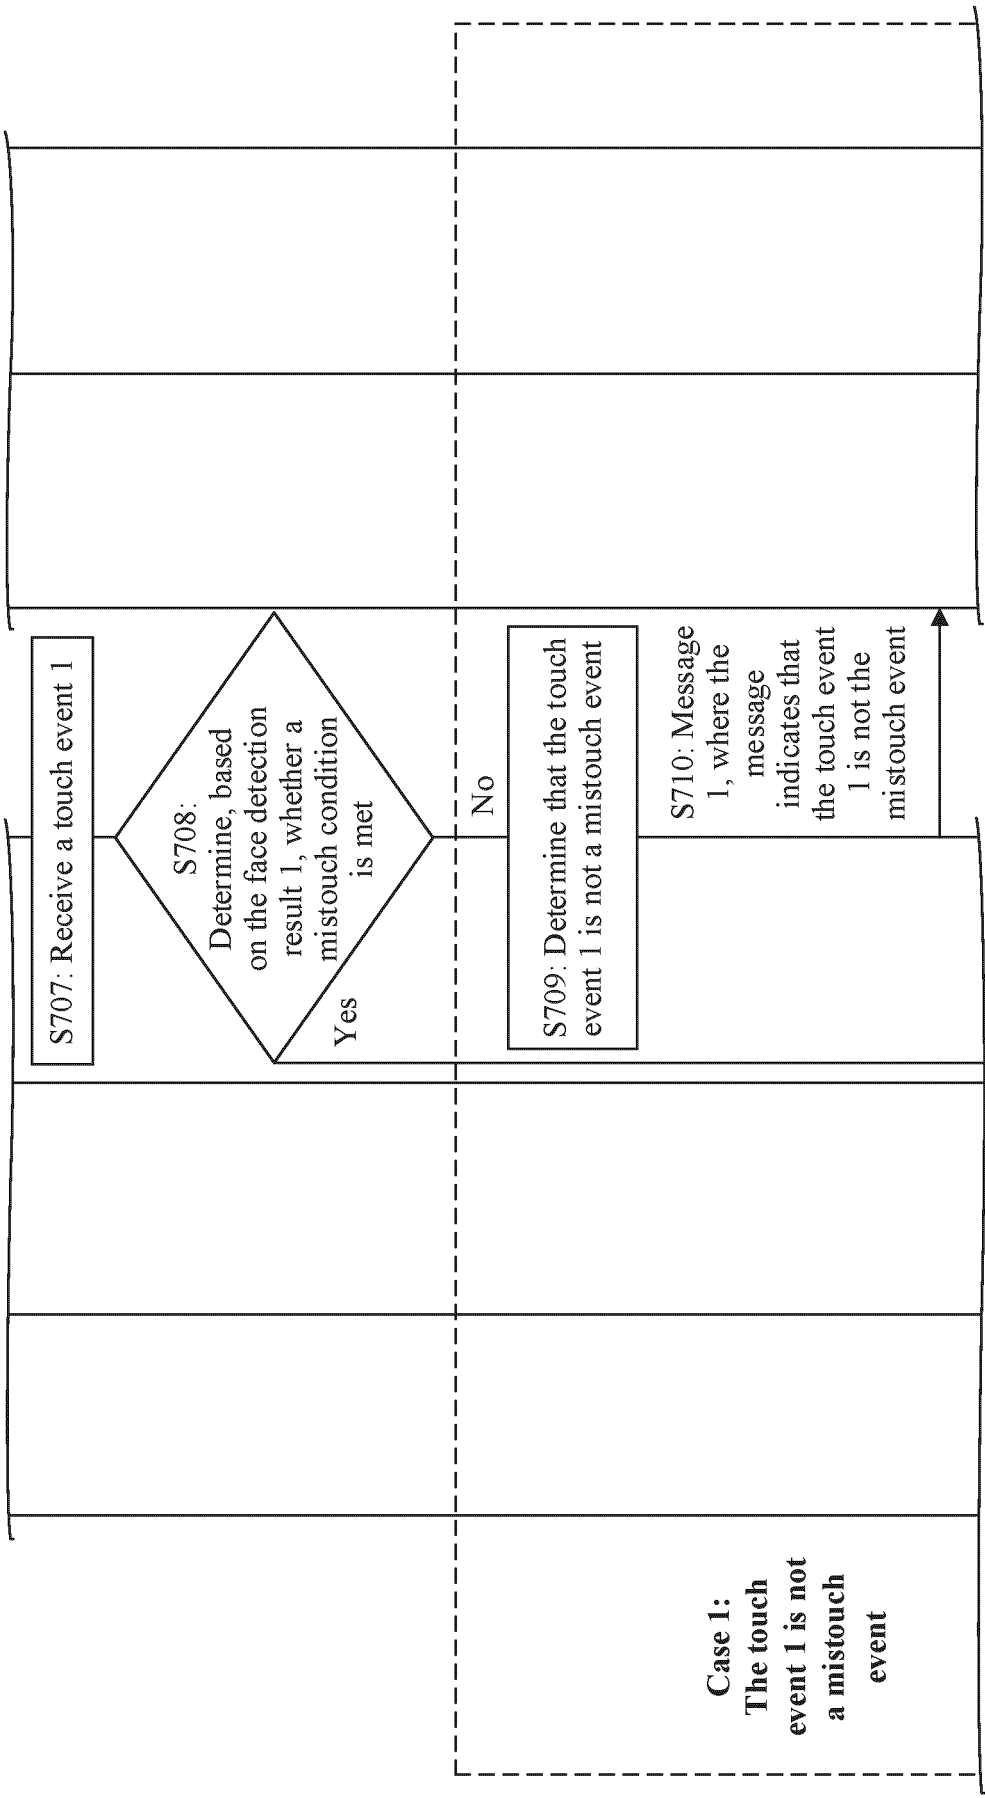 S707: Receive a touch event 1
S708:
Determine, based
on the face detection
result 1, whether a
mistouch condition
is met
Yes
No
S709: Determine that the touch
event 1 is not a mistouch event
S710: Message
1, where the
message
indicates that
the touch event
1 is not the
mistouch event
Case 1:
The touch
event 1 is not
a mistouch
event